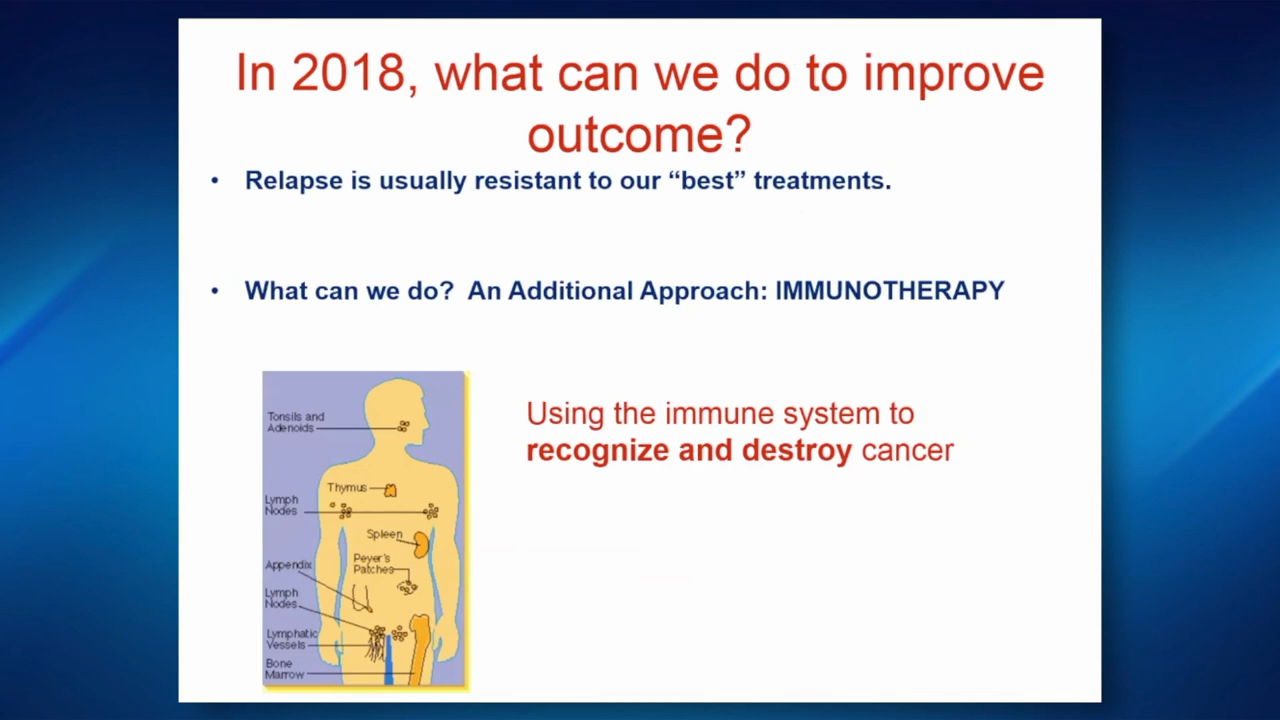 In 2018, what can we do to improve
outcome?
• Relapse is usually resistant to our “best” treatments.
• What can we do?  An Additional Approach: IMMUNOTHERAPY
Using the immune system to
recognize and destroy cancer
Tonsils and
Adenoids
Thymus
Lymph
Nodes
Spleen
Peyer's
Patches
Appendix
Lymph
Nodes
Lymphatic
Vessels
Bone
Marrow